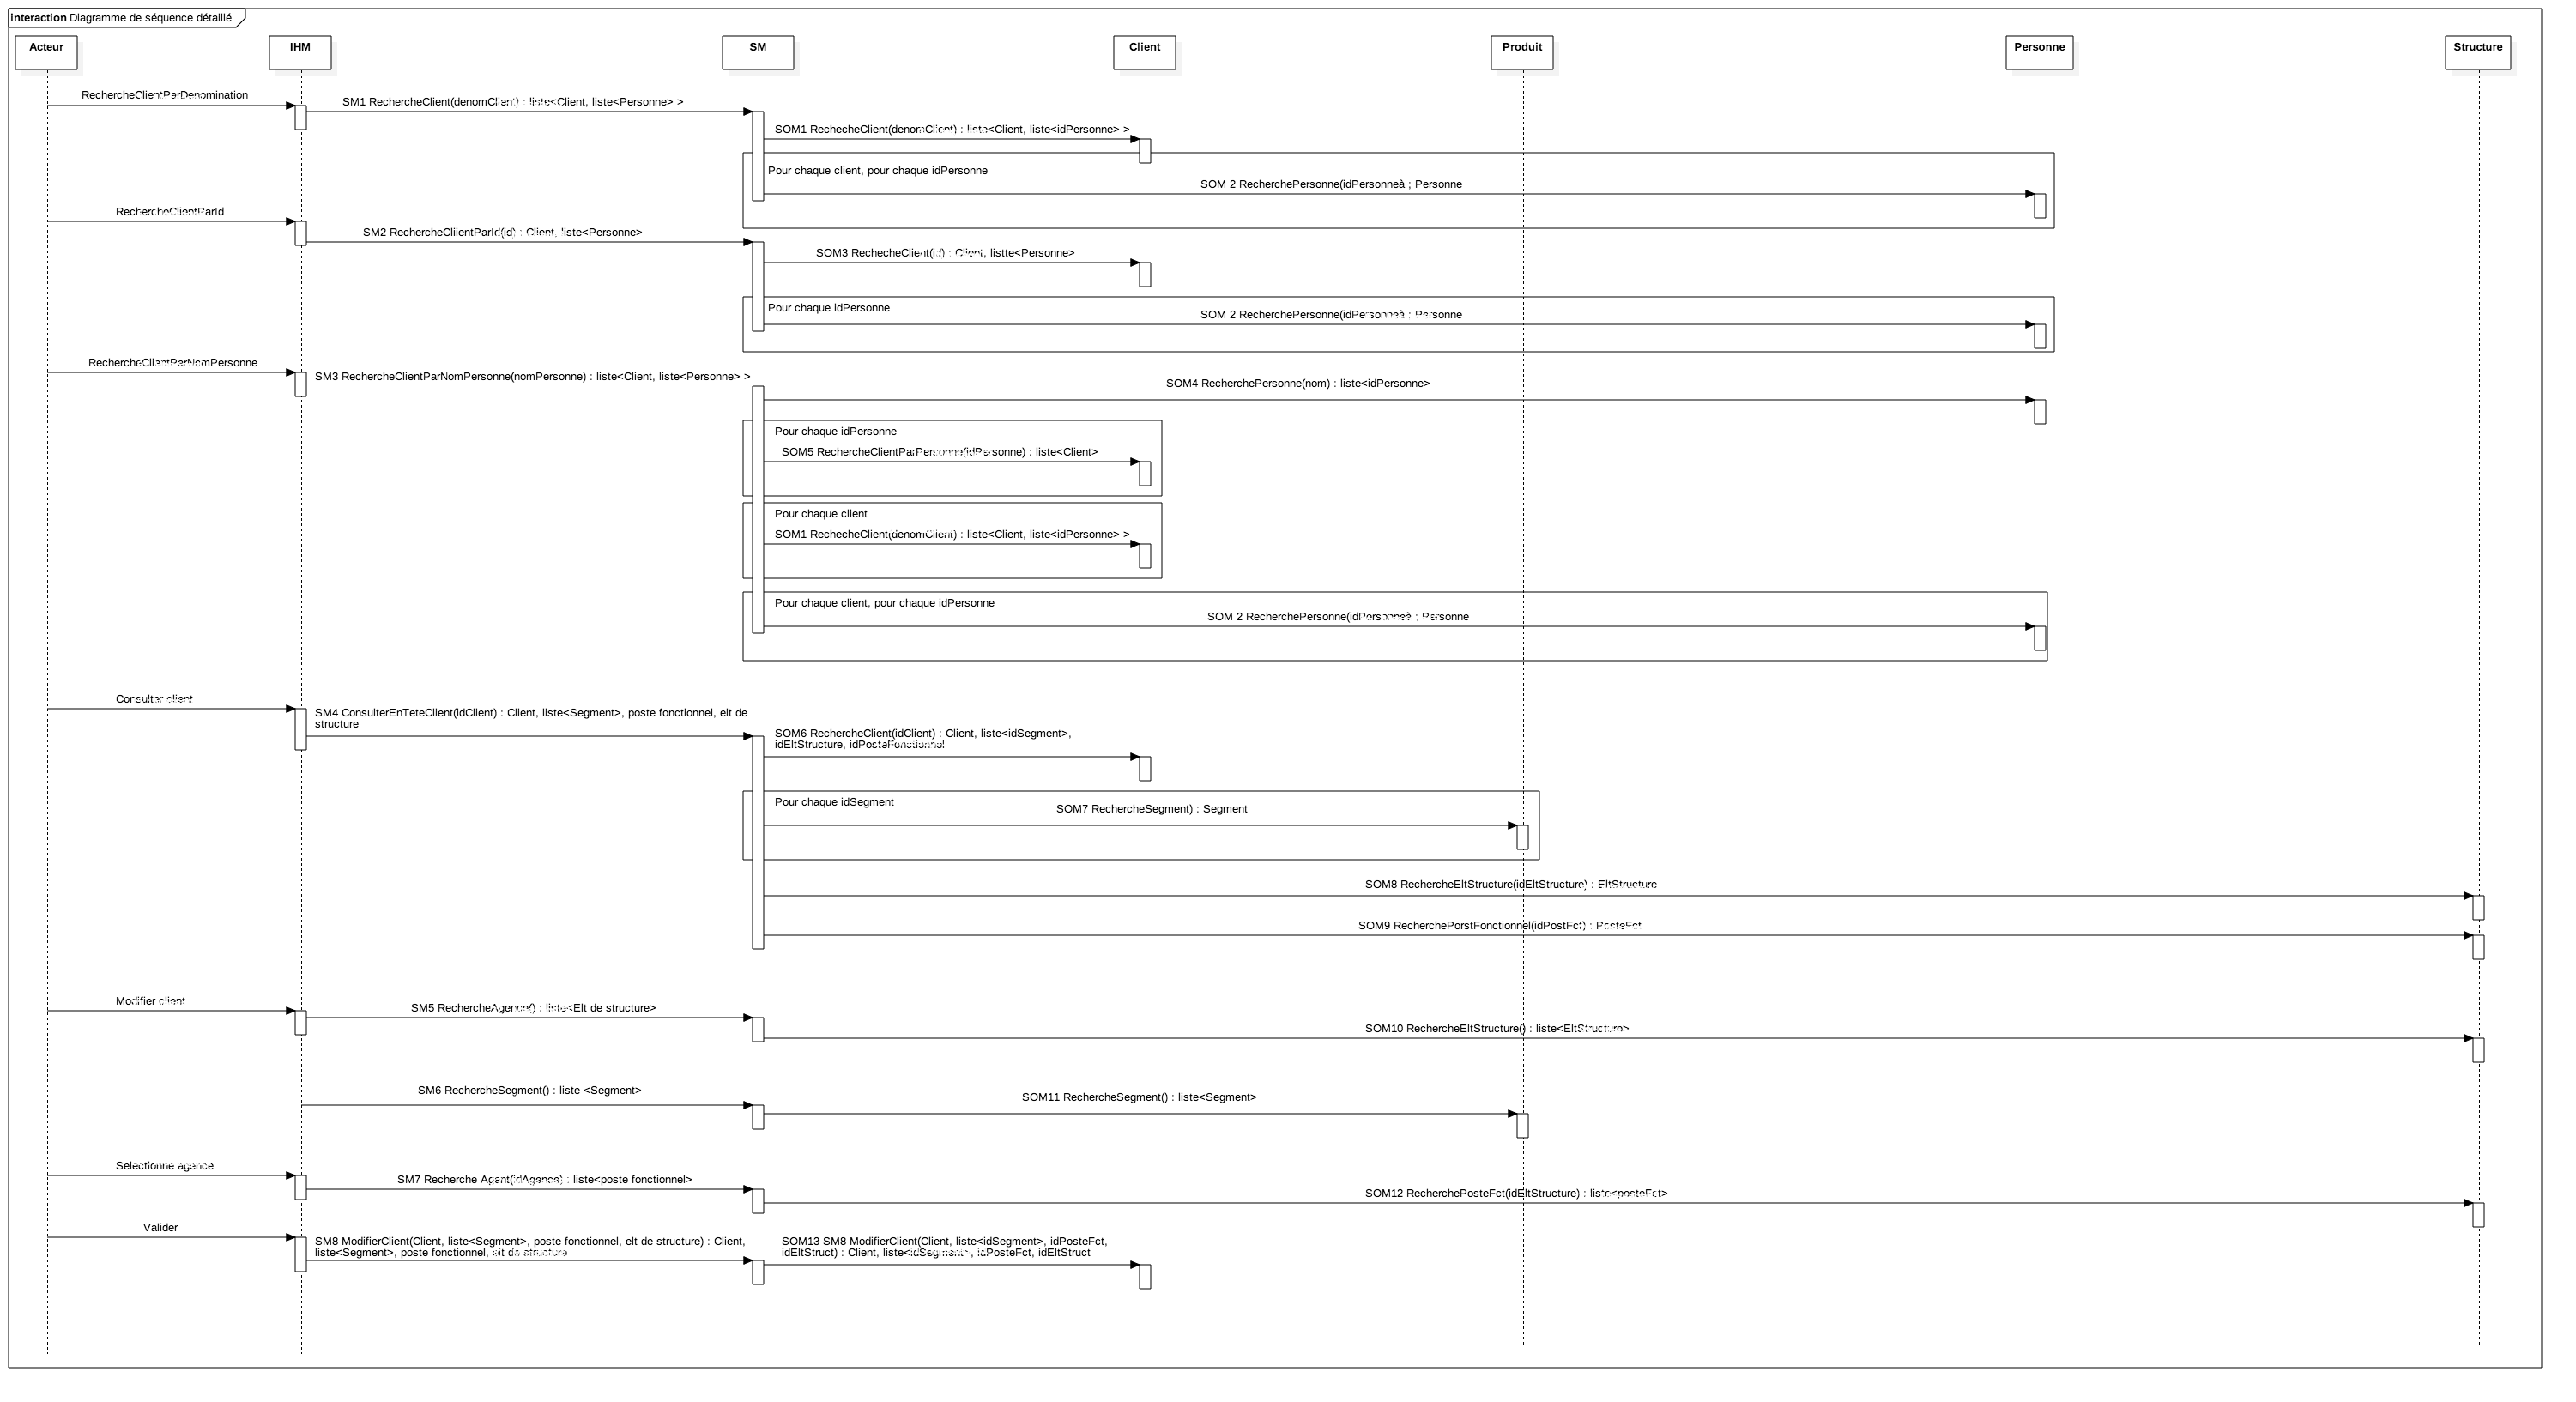 interaction Diagramme de séquence détaillé
Acteur
IHM
SM
Client
Produit
Personne
Structure
RechercheClientParDenomination
SM1 RechercheClient(denomClient) : liste<Client, liste<Personne> >
SOM1 RechecheClient(denomClient) : liste<Client, liste<idPersonne> >
Pour chaque client, pour chaque idPersonne
SOM 2 RecherchePersonne(idPersonneà ; Personne
RechercheClientParId
SM2 RechercheCliientParId(id) : Client, liste<Personne>
SOM3 RechecheClient(id) : Client, listte<Personne>
Pour chaque idPersonne
SOM 2 RecherchePersonne(idPersonneà ; Personne
RechercheClientParNomPersonne
SM3 RechercheClientParNomPersonne(nomPersonne) : liste<Client, liste<Personne> >
SOM4 RecherchePersonne(nom) : liste<idPersonne>
Pour chaque idPersonne
SOM5 RechercheClientParPersonne(idPersonne) : liste<Client>
Pour chaque client
SOM1 RechecheClient(denomClient) : liste<Client, liste<idPersonne> >
Pour chaque client, pour chaque idPersonne
SOM 2 RecherchePersonne(idPersonneà ; Personne
Consulter client
SM4 ConsulterEnTeteClient(idClient) : Client, liste<Segment>, poste fonctionnel, elt de
structure
SOM6 RechercheClient(idClient) : Client, liste<idSegment>,
idEltStructure, idPosteFonctionnel
Pour chaque idSegment
SOM7 RechercheSegment) : Segment
SOM8 RechercheEltStructure(idEltStructure) : EltStructure
SOM9 RecherchePorstFonctionnel(idPostFct) : PosteFct
Modifier client
SM5 RechercheAgence() : liste<Elt de structure>
SOM10 RechercheEltStructure() : liste<EltStructure>
SM6 RechercheSegment() : liste <Segment>
SOM11 RechercheSegment() : liste<Segment>
Selectionne agence
SM7 Recherche Agent(idAgence) : liste<poste fonctionnel>
SOM12 RecherchePosteFct(idEltStructure) : liste<posteFct>
Valider
SM8 ModifierClient(Client, liste<Segment>, poste fonctionnel, elt de structure) : Client,
liste<Segment>, poste fonctionnel, elt de structure
SOM13 SM8 ModifierClient(Client, liste<idSegment>, idPosteFct,
idEltStruct) : Client, liste<idSegment>, idPosteFct, idEltStruct